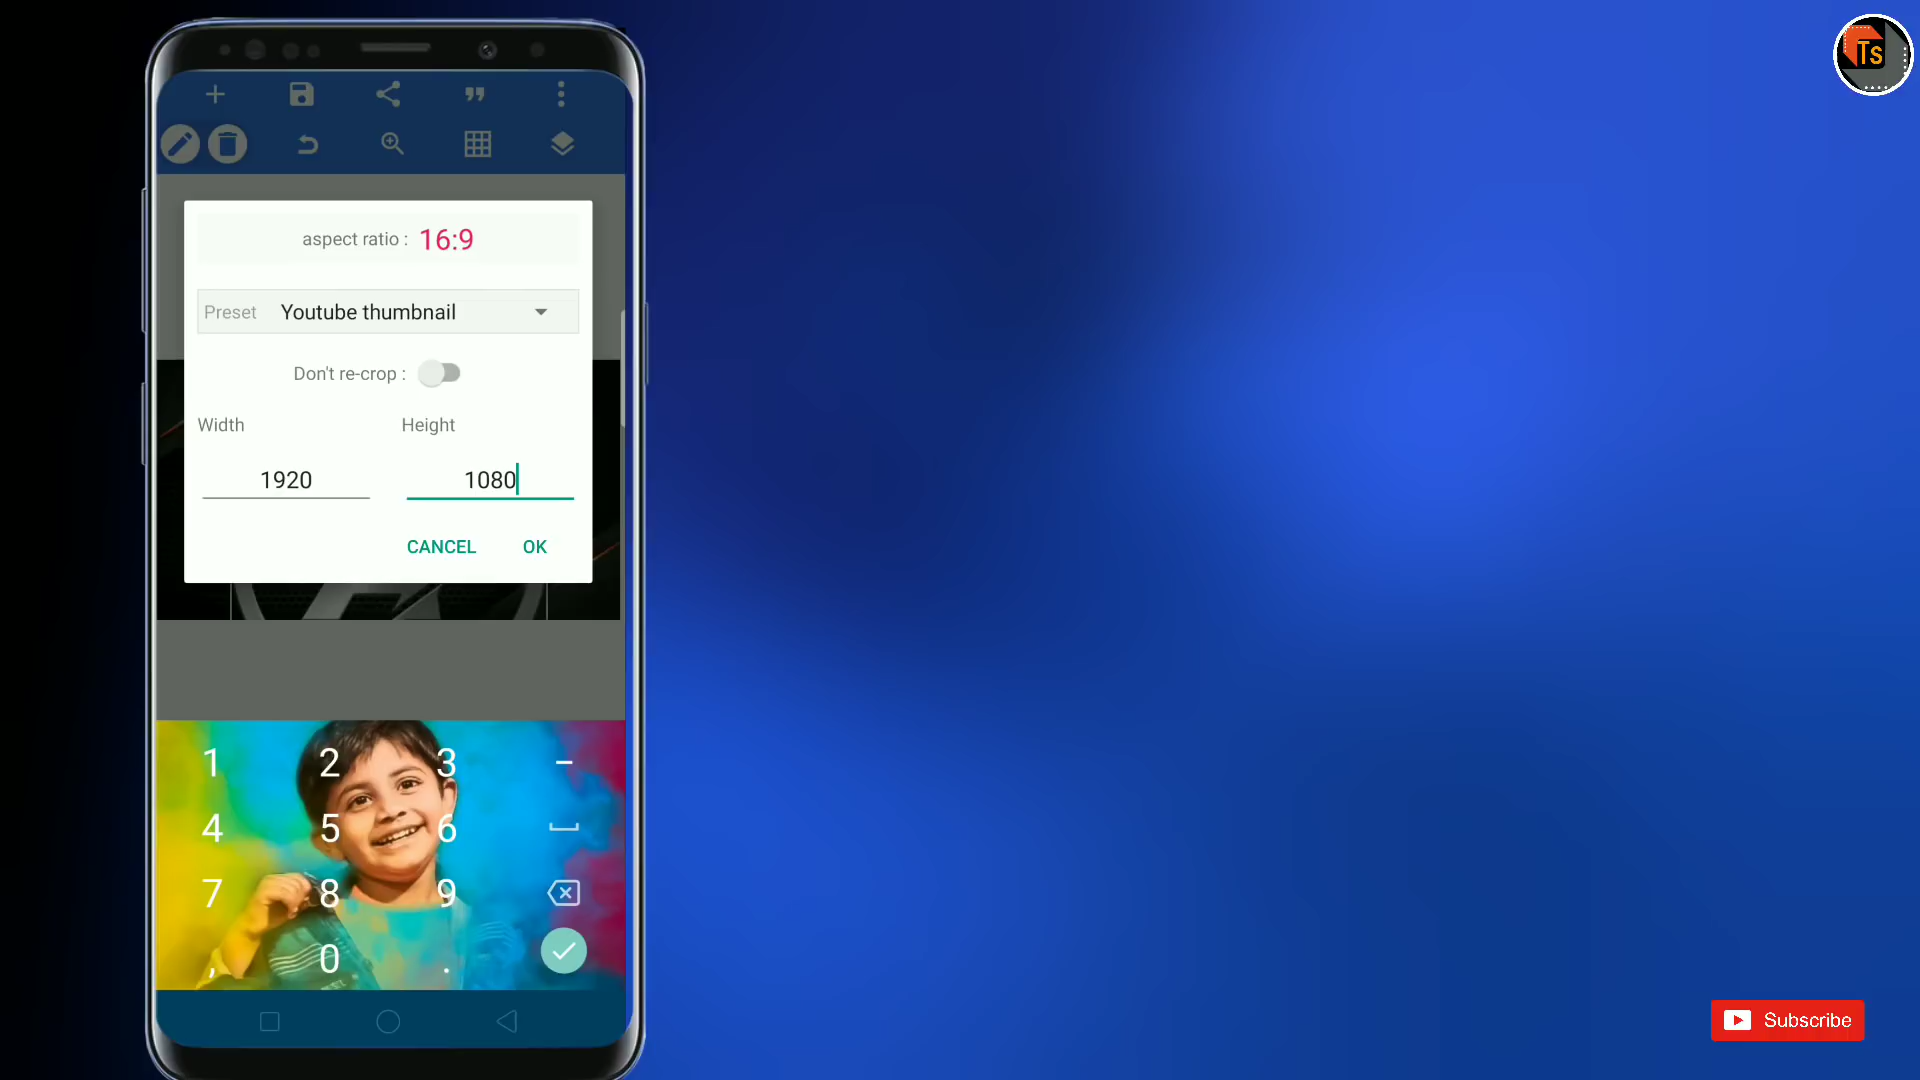 Ts
aspect ratio : 16:9
Preset Youtube thumbnail
Don't re-crop :
Width Height
1920 1080
CANCEL OK
1 2 3 -
4 5 6
7 8 9
, 0 .
Subscribe